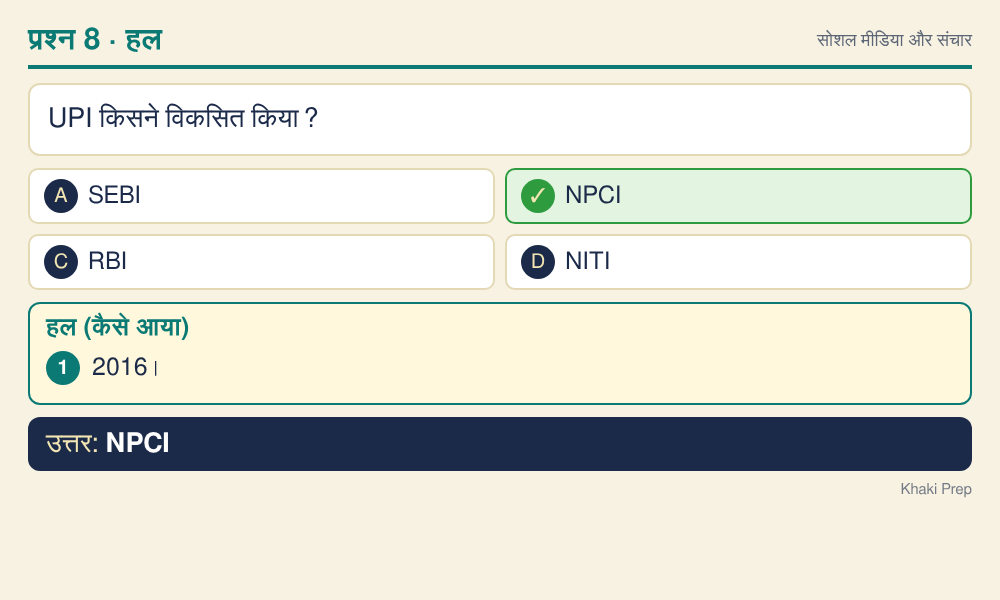 प्रश्न 8 · हल
सोशल मीडिया और संचार
UPI किसने विकसित किया ?
A SEBI
✓ NPCI
C RBI
D NITI
हल (कैसे आया)
1 2016।
उत्तर: NPCI
Khaki Prep